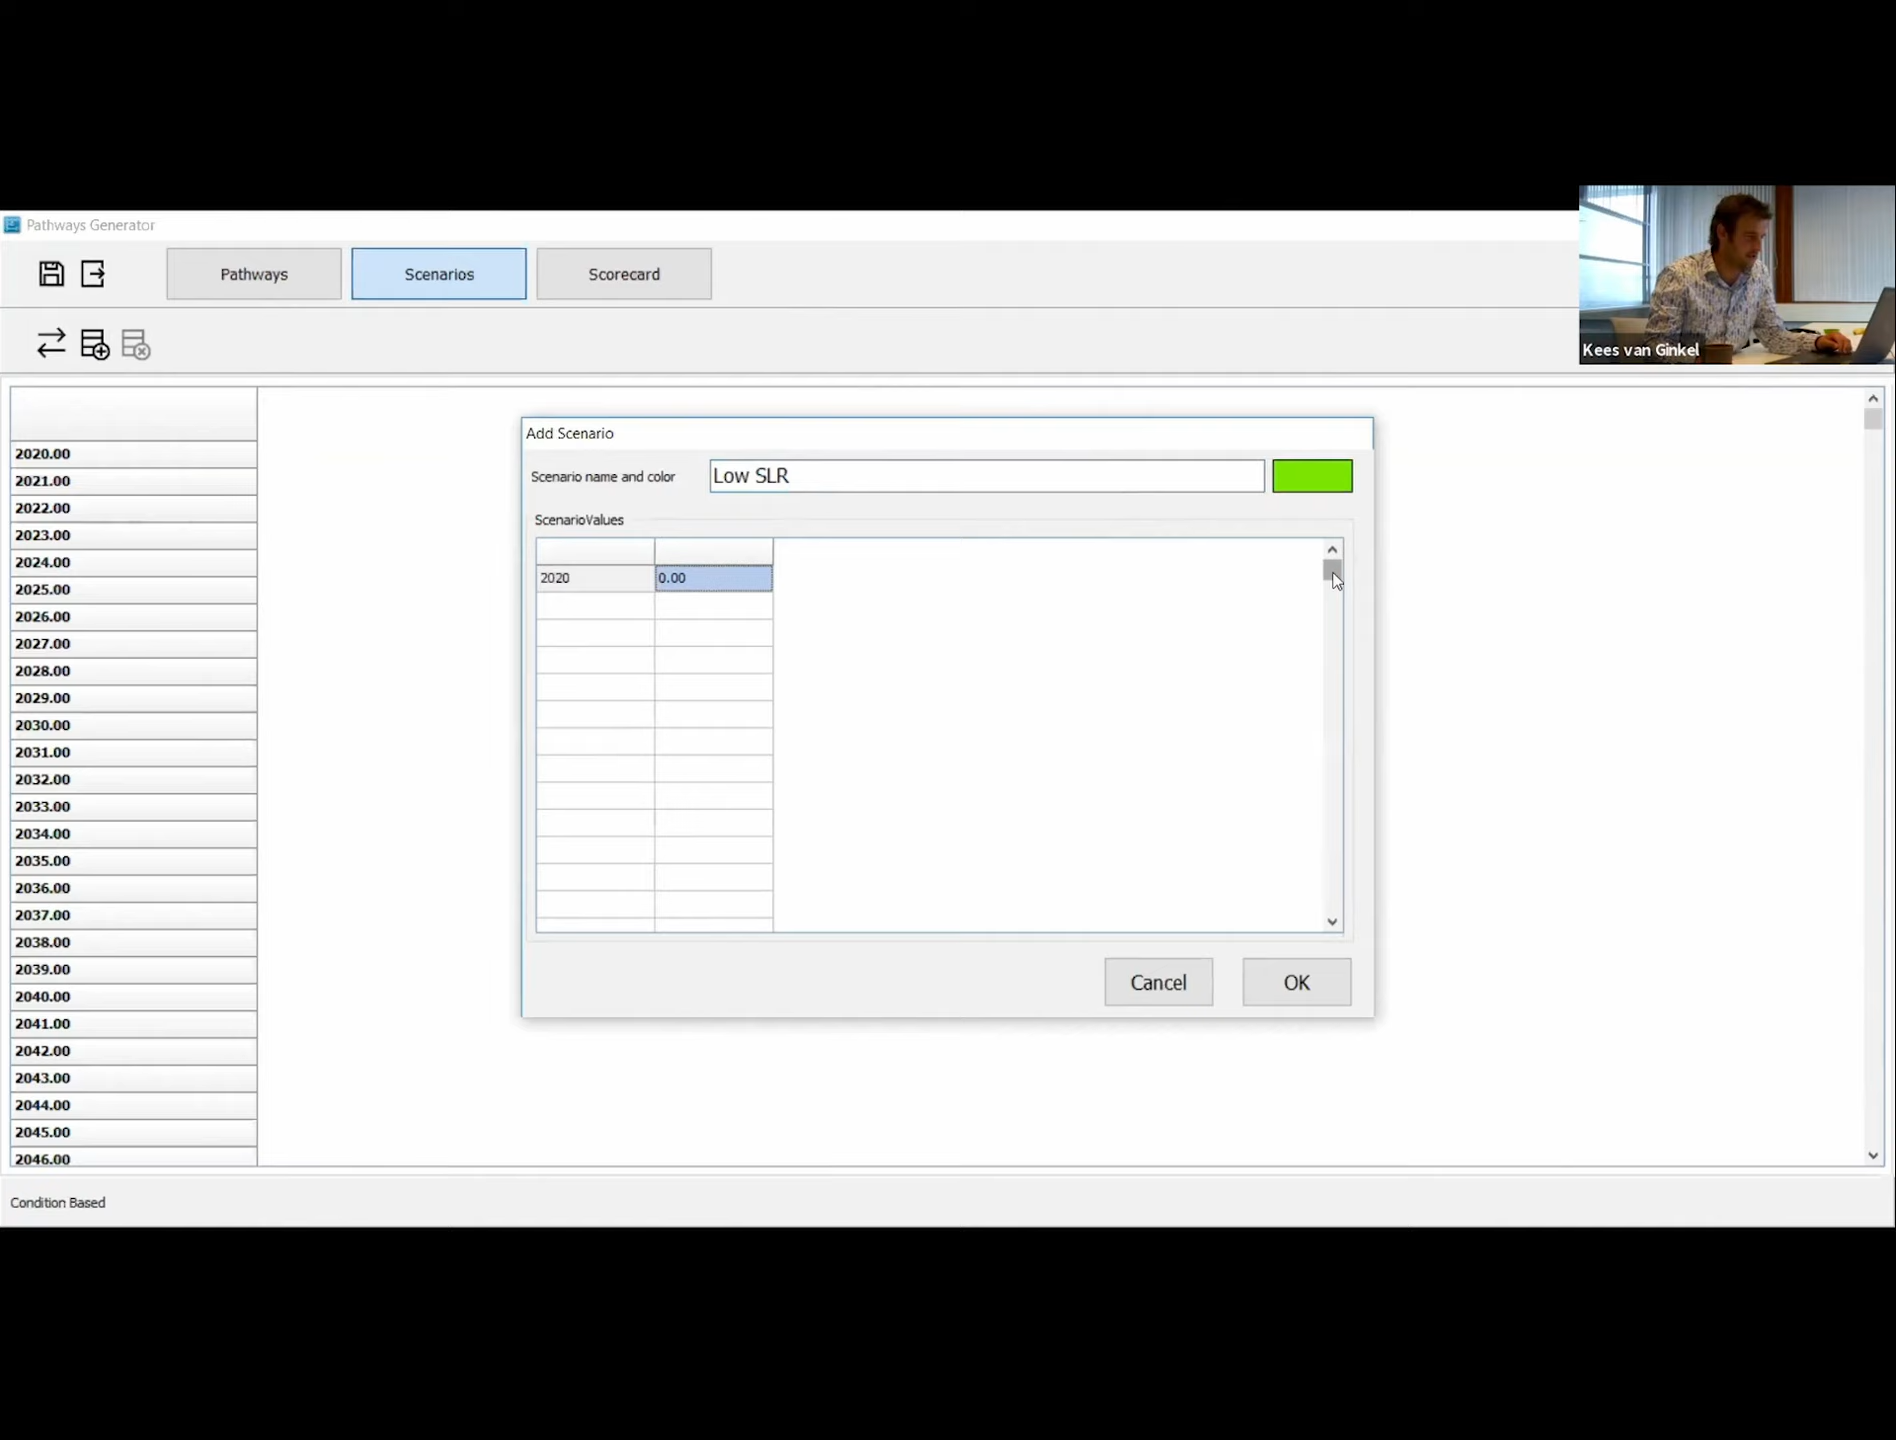 Pathways Generator
Pathways
Scenarios
Scorecard
Kees van Ginkel
Add Scenario
Scenario name and color
Low SLR
ScenarioValues
2020
0.00
Cancel
OK
2020.00
2021.00
2022.00
2023.00
2024.00
2025.00
2026.00
2027.00
2028.00
2029.00
2030.00
2031.00
2032.00
2033.00
2034.00
2035.00
2036.00
2037.00
2038.00
2039.00
2040.00
2041.00
2042.00
2043.00
2044.00
2045.00
2046.00
Condition Based